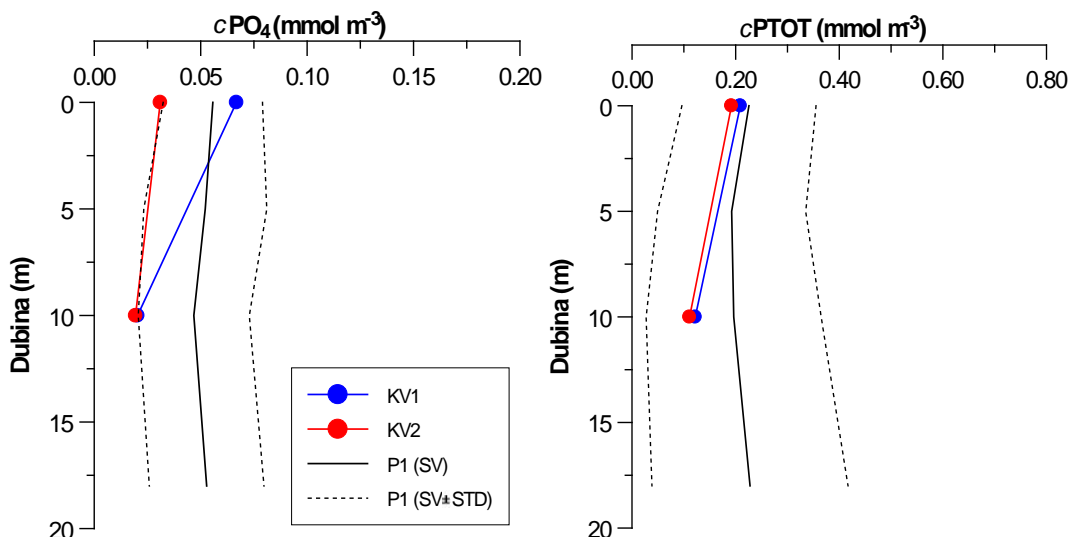 cPO4 (mmol m-3)
0.00 0.05 0.10 0.15 0.20
0
5
10
15
20
Dubina (m)
KV1
KV2
P1 (SV)
P1 (SV±STD)
cPTOT (mmol m-3)
0.00 0.20 0.40 0.60 0.80
0
5
10
15
20
Dubina (m)